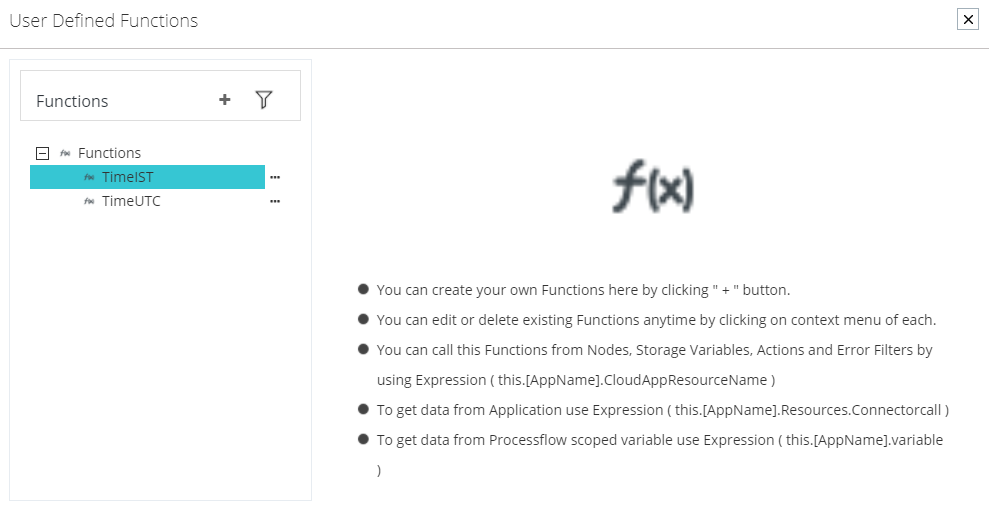 User Defined Functions
Functions
Functions
TimeIST
TimeUTC
f(x)
You can create your own Functions here by clicking " + " button.
You can edit or delete existing Functions anytime by clicking on context menu of each.
You can call this Functions from Nodes, Storage Variables, Actions and Error Filters by
using Expression ( this.[AppName].CloudAppResourceName )
To get data from Application use Expression ( this.[AppName].Resources.Connectorcall )
To get data from Processflow scoped variable use Expression ( this.[AppName].variable
)